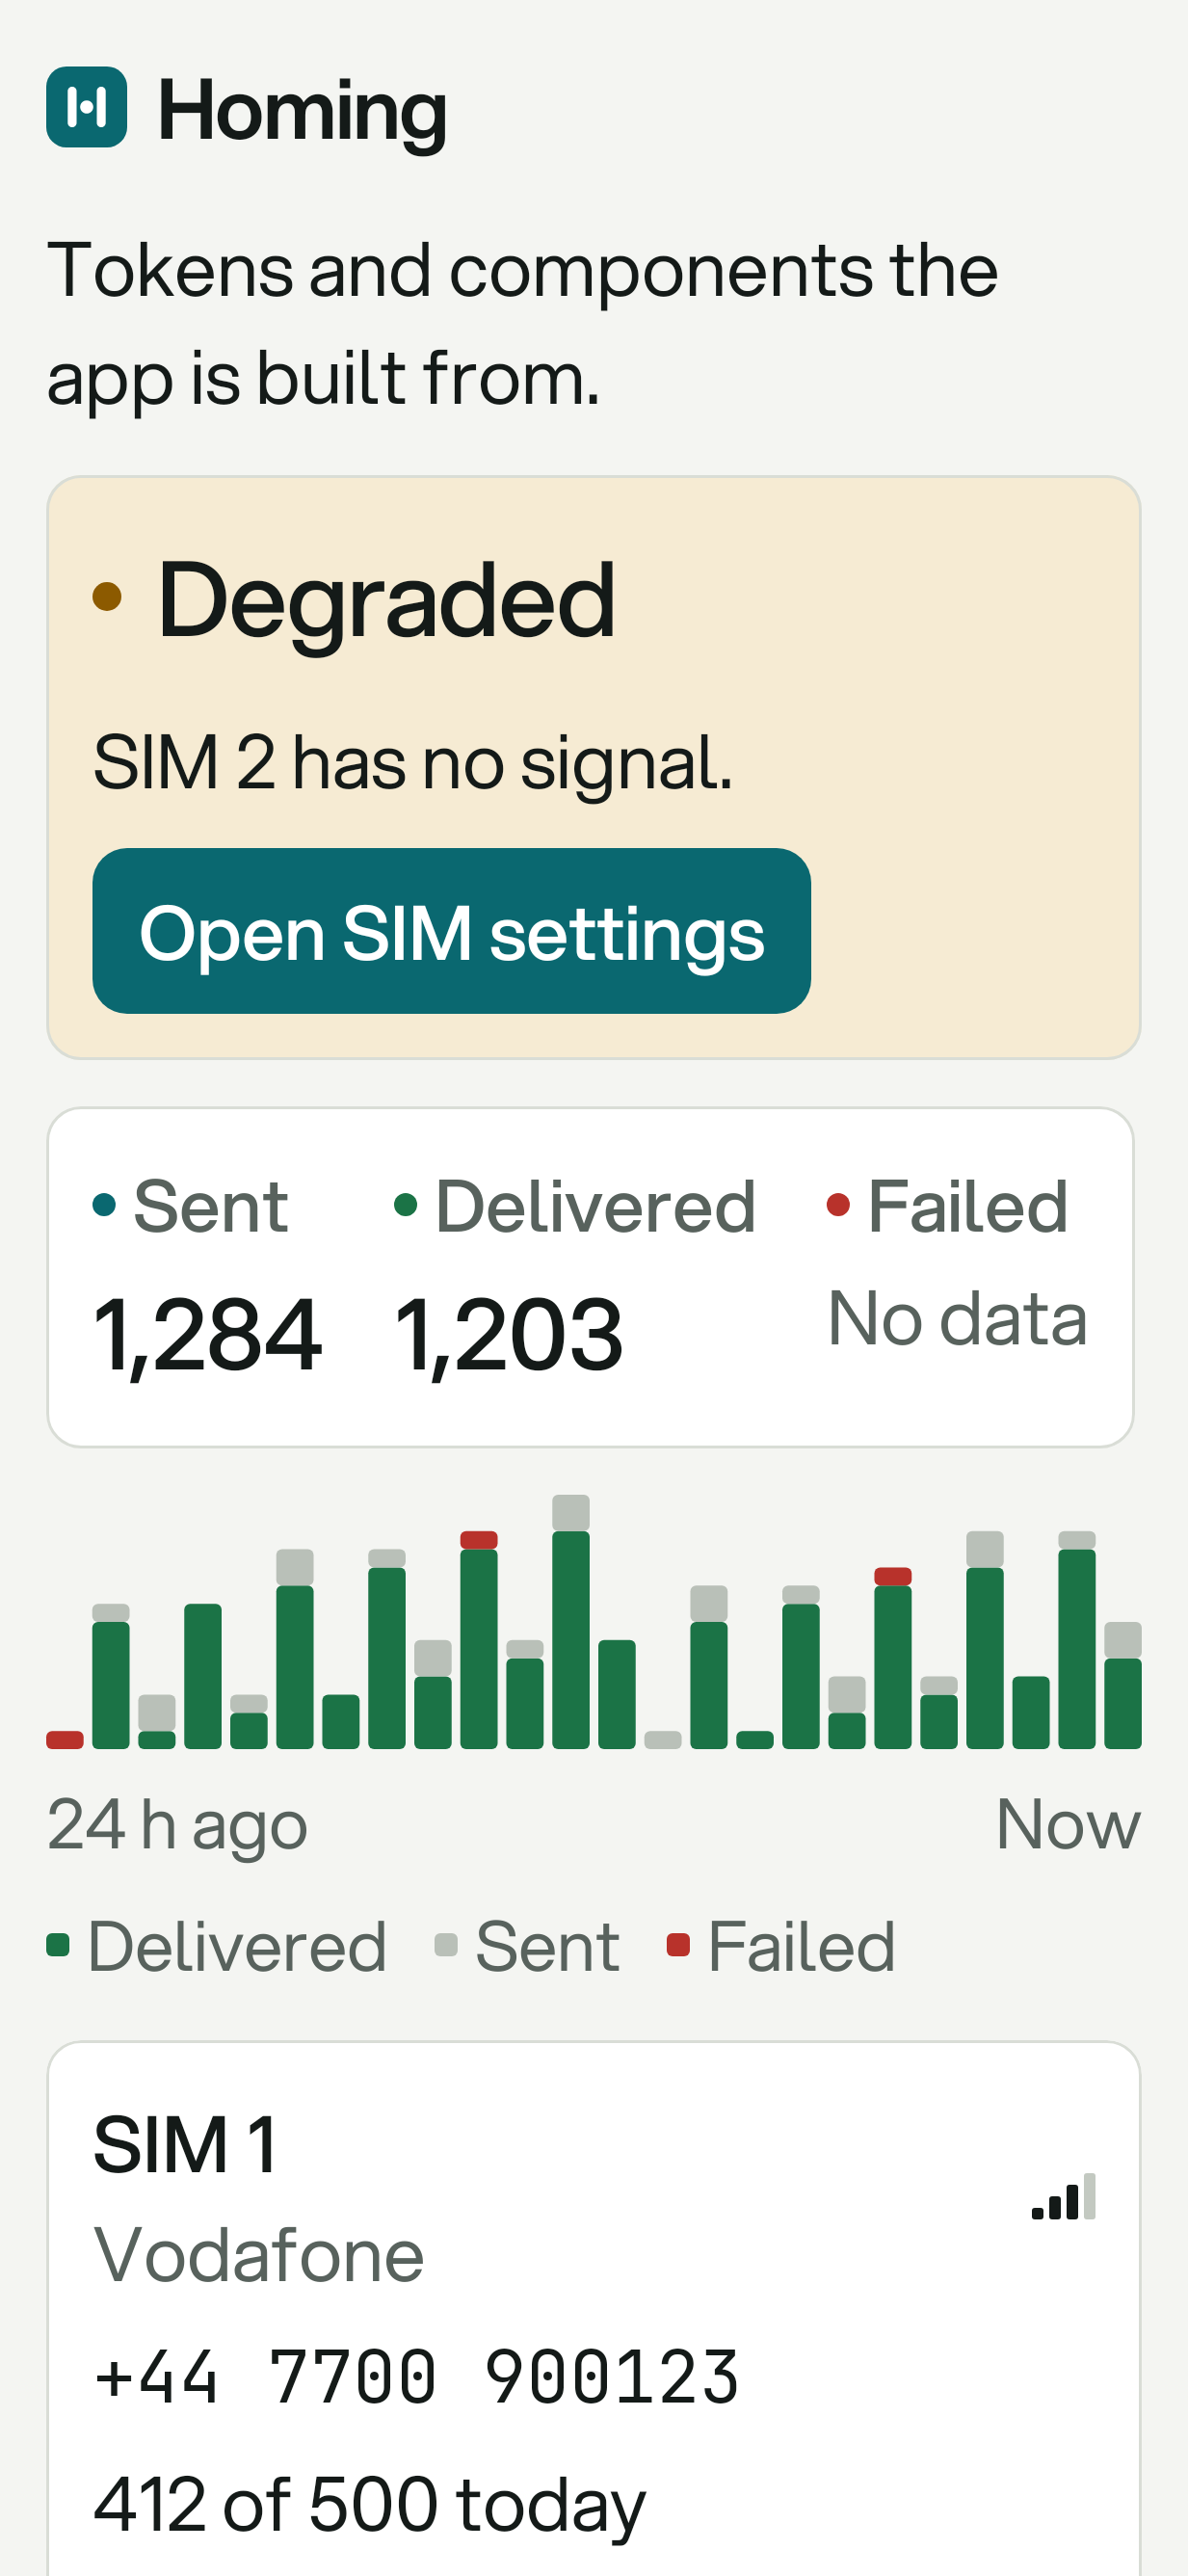 Homing
Tokens and components the
app is built from.
Degraded
SIM 2 has no signal.
Open SIM settings
Sent Delivered Failed
1,284 1,203 No data
24 h ago Now
Delivered Sent Failed
SIM 1
Vodafone
+44 7700 900123
412 of 500 today